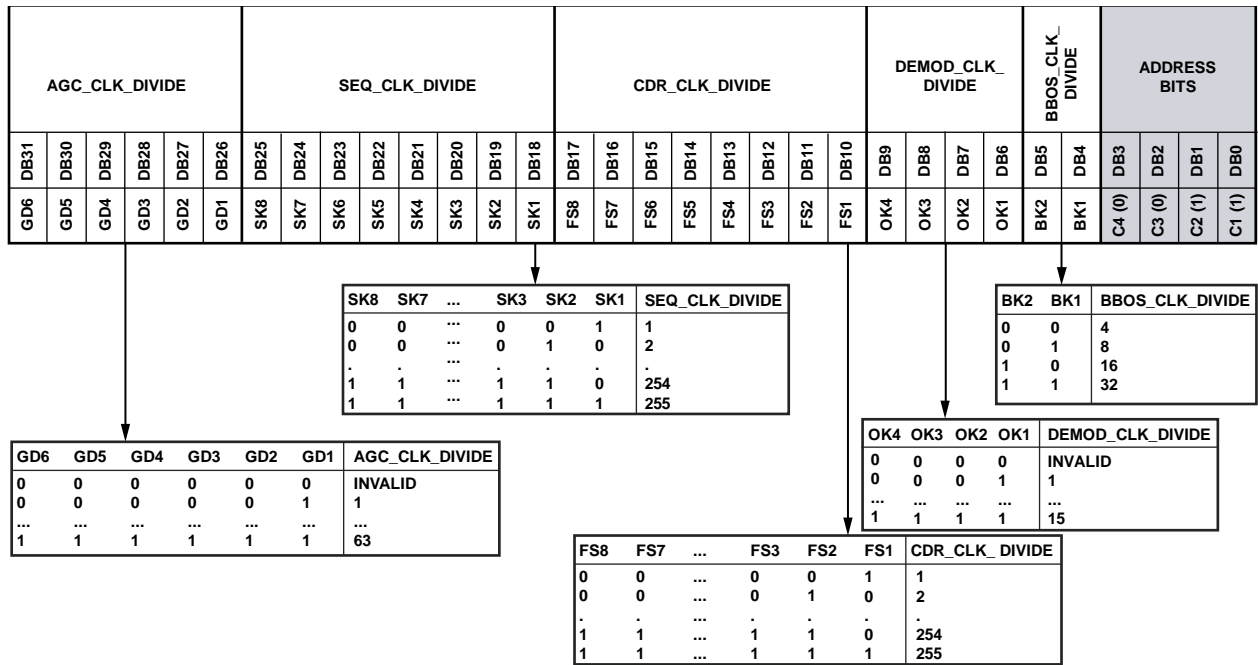 AGC_CLK_DIVIDE
SEQ_CLK_DIVIDE
CDR_CLK_DIVIDE
DEMOD_CLK_
DIVIDE
BBOS_CLK_
DIVIDE
ADDRESS
BITS
DB31 DB30 DB29 DB28 DB27 DB26 DB25 DB24 DB23 DB22 DB21 DB20 DB19 DB18 DB17 DB16 DB15 DB14 DB13 DB12 DB11 DB10 DB9 DB8 DB7 DB6 DB5 DB4 DB3 DB2 DB1 DB0
GD6 GD5 GD4 GD3 GD2 GD1 SK8 SK7 SK6 SK5 SK4 SK3 SK2 SK1 FS8 FS7 FS6 FS5 FS4 FS3 FS2 FS1 OK4 OK3 OK2 OK1 BK2 BK1 C4 (0) C3 (0) C2 (1) C1 (1)
SK8 SK7 ... SK3 SK2 SK1 SEQ_CLK_DIVIDE
0 0 ... 0 0 1 1
0 0 ... 0 1 0 2
. . ... . . . .
1 1 ... 1 1 0 254
1 1 ... 1 1 1 255
BK2 BK1 BBOS_CLK_DIVIDE
0 0 4
0 1 8
1 0 16
1 1 32
GD6 GD5 GD4 GD3 GD2 GD1 AGC_CLK_DIVIDE
0 0 0 0 0 0 INVALID
0 0 0 0 0 1 1
... ... ... ... ... ... ...
1 1 1 1 1 1 63
OK4 OK3 OK2 OK1 DEMOD_CLK_DIVIDE
0 0 0 0 INVALID
0 0 0 1 1
... ... ... ... ...
1 1 1 1 15
FS8 FS7 ... FS3 FS2 FS1 CDR_CLK_ DIVIDE
0 0 ... 0 0 1 1
0 0 ... 0 1 0 2
. . ... . . . .
1 1 ... 1 1 0 254
1 1 ... 1 1 1 255